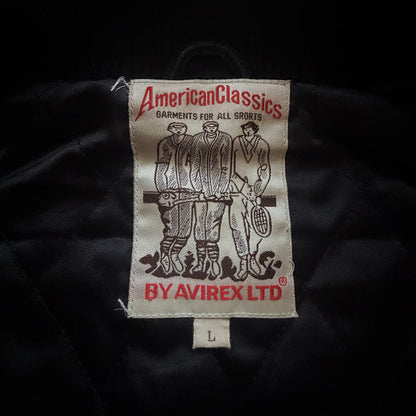 AmericanClassics
GARMENTS FOR ALL SPORTS
BY AVIREX LTD®
L